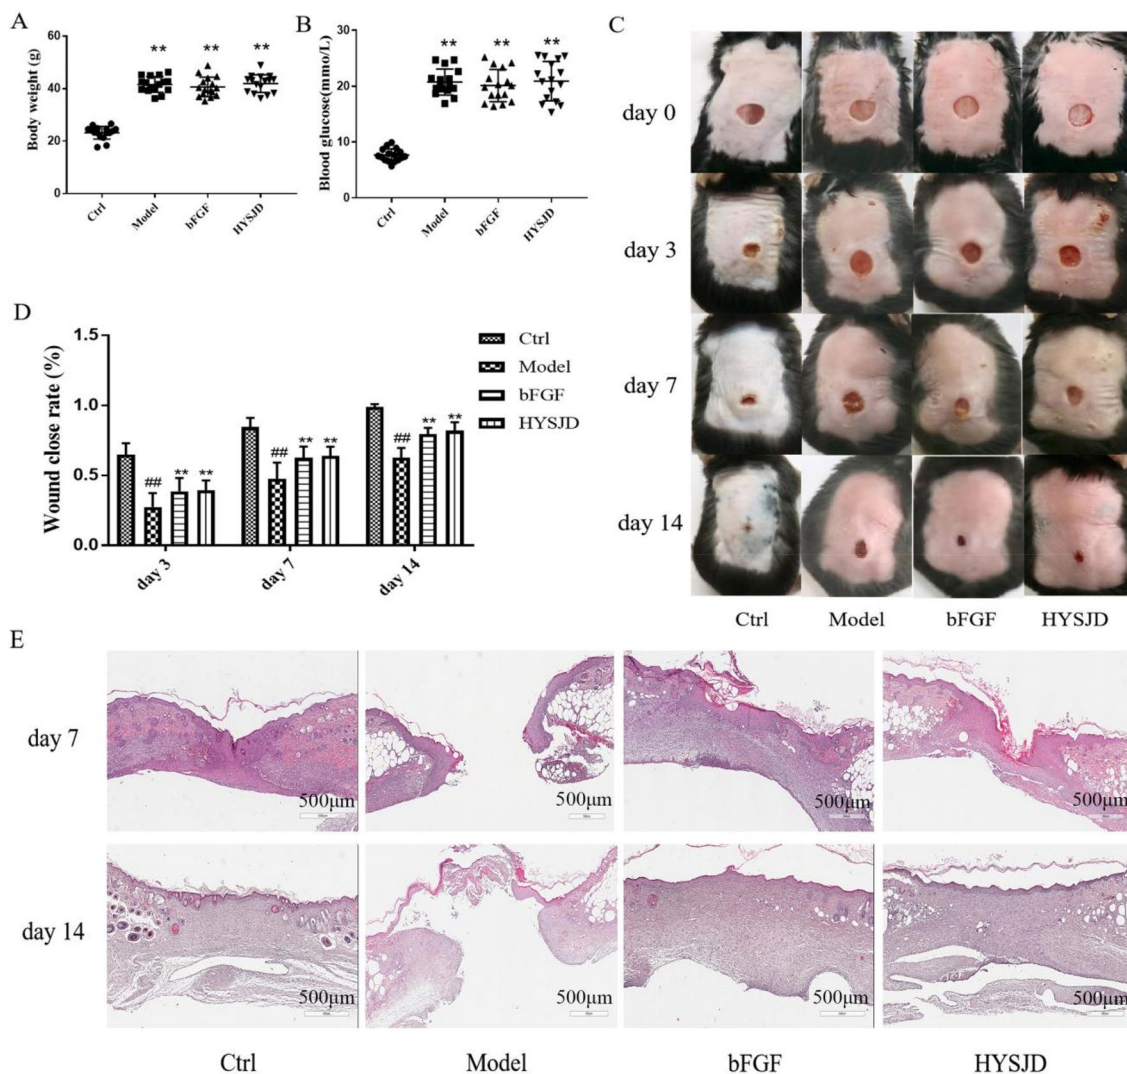 A
Body weight (g)
60
40
20
0
**
**
**
Ctrl
Model
bFGF
HYSJD
B
Blood glucose(mmo/L)
30
20
10
0
**
**
**
Ctrl
Model
bFGF
HYSJD
C
day 0
day 3
day 7
day 14
Ctrl
Model
bFGF
HYSJD
D
Wound close rate (%)
1.5
1.0
0.5
0.0
Ctrl
Model
bFGF
HYSJD
##
**
**
##
**
**
##
**
**
day 3
day 7
day 14
E
day 7
500μm
500μm
500μm
500μm
day 14
500μm
500μm
500μm
500μm
Ctrl
Model
bFGF
HYSJD